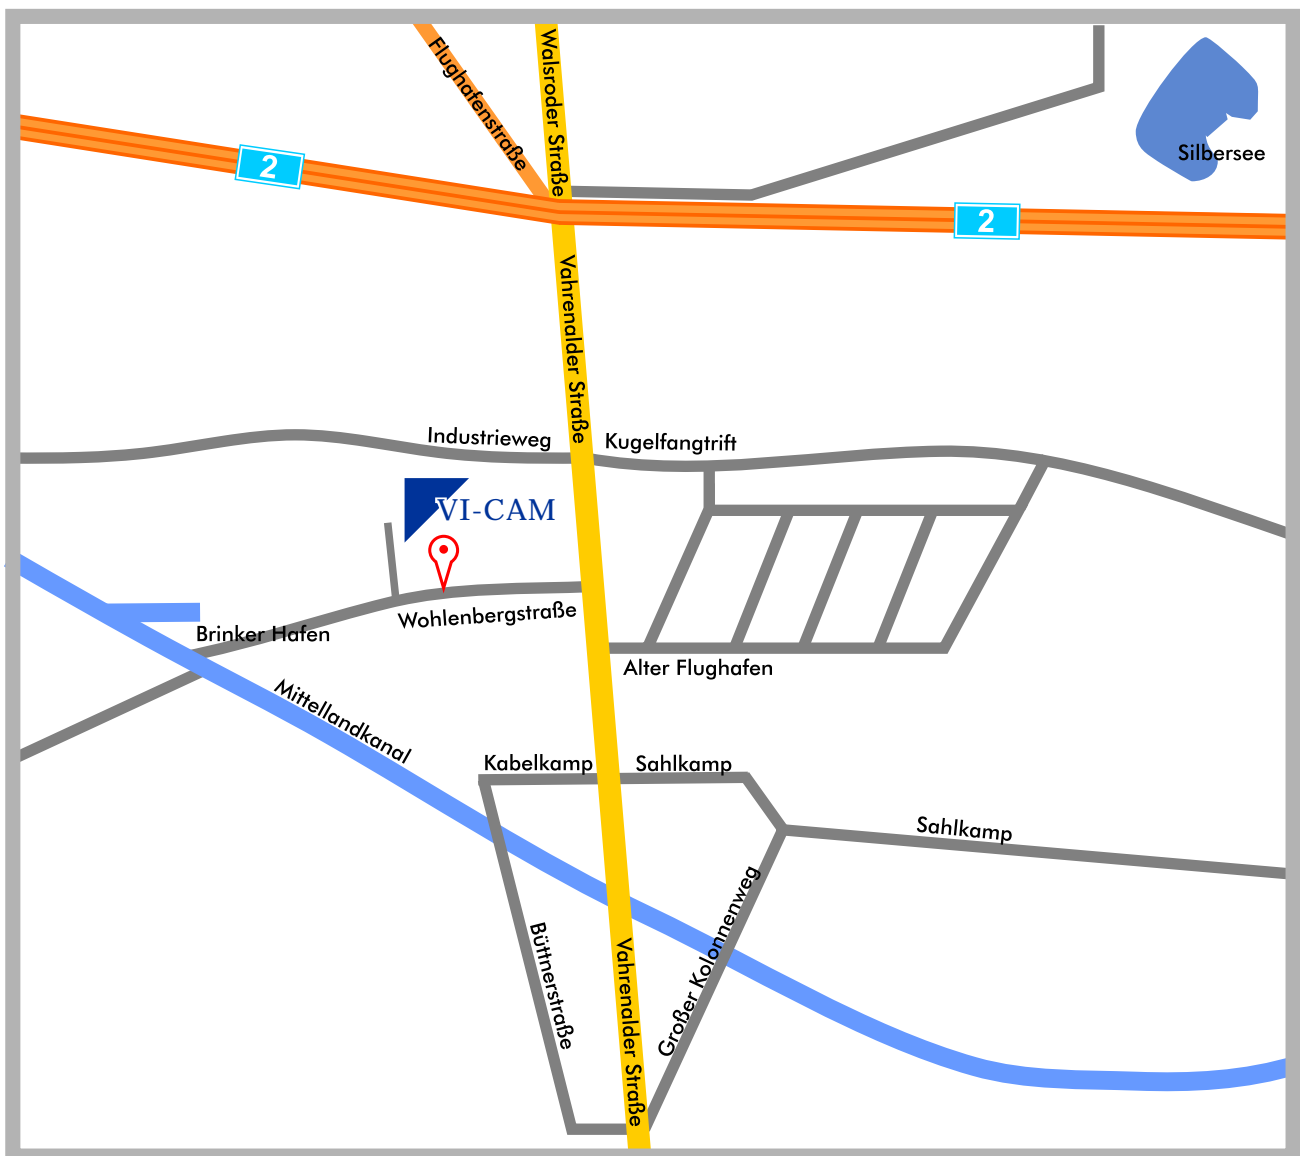 Flughafenstraße
Walsroder Straße
Silbersee
2
2
Vahrenalder Straße
Industrieweg
Kugelfangtrift
VI-CAM
Wohlenbergstraße
Brinker Hafen
Alter Flughafen
Mittellandkanal
Kabelkamp
Sahlkamp
Sahlkamp
Büttnerstraße
Vahrenalder Straße
Großer Kolonnenweg